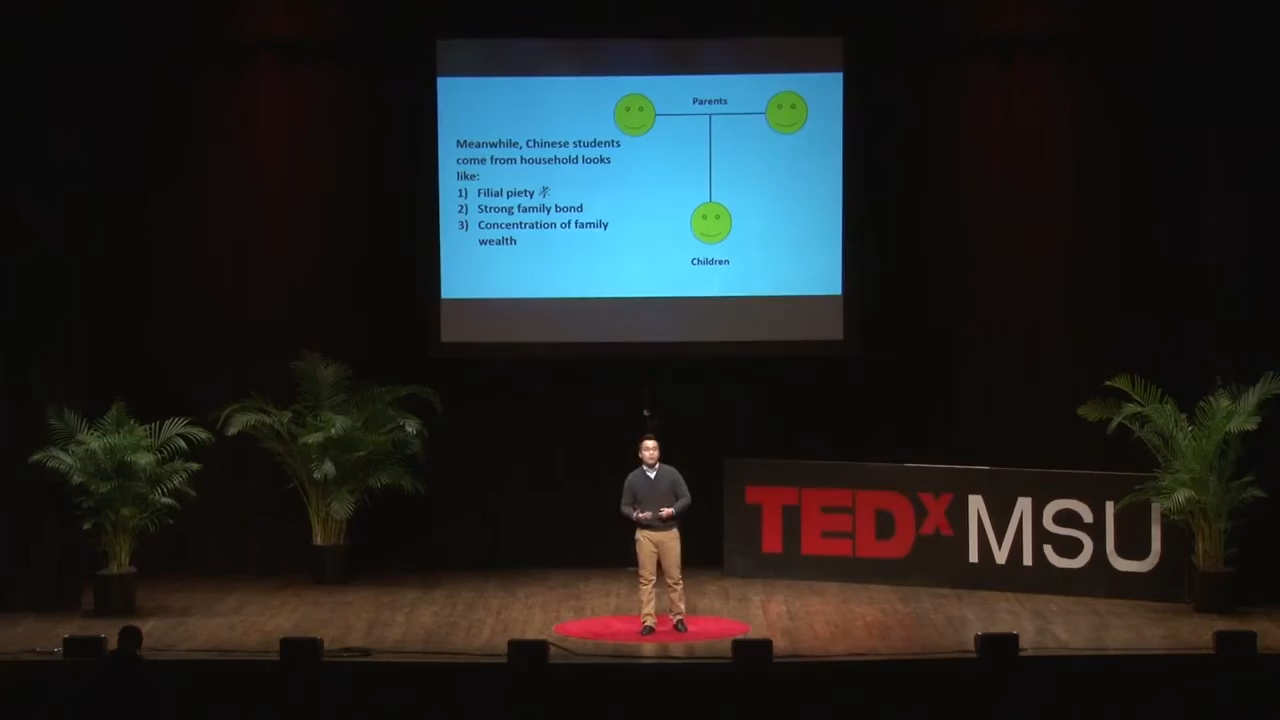 Parents
Meanwhile, Chinese students
come from household looks
like:
1) Filial piety 孝
2) Strong family bond
3) Concentration of family
wealth
Children
TEDx MSU